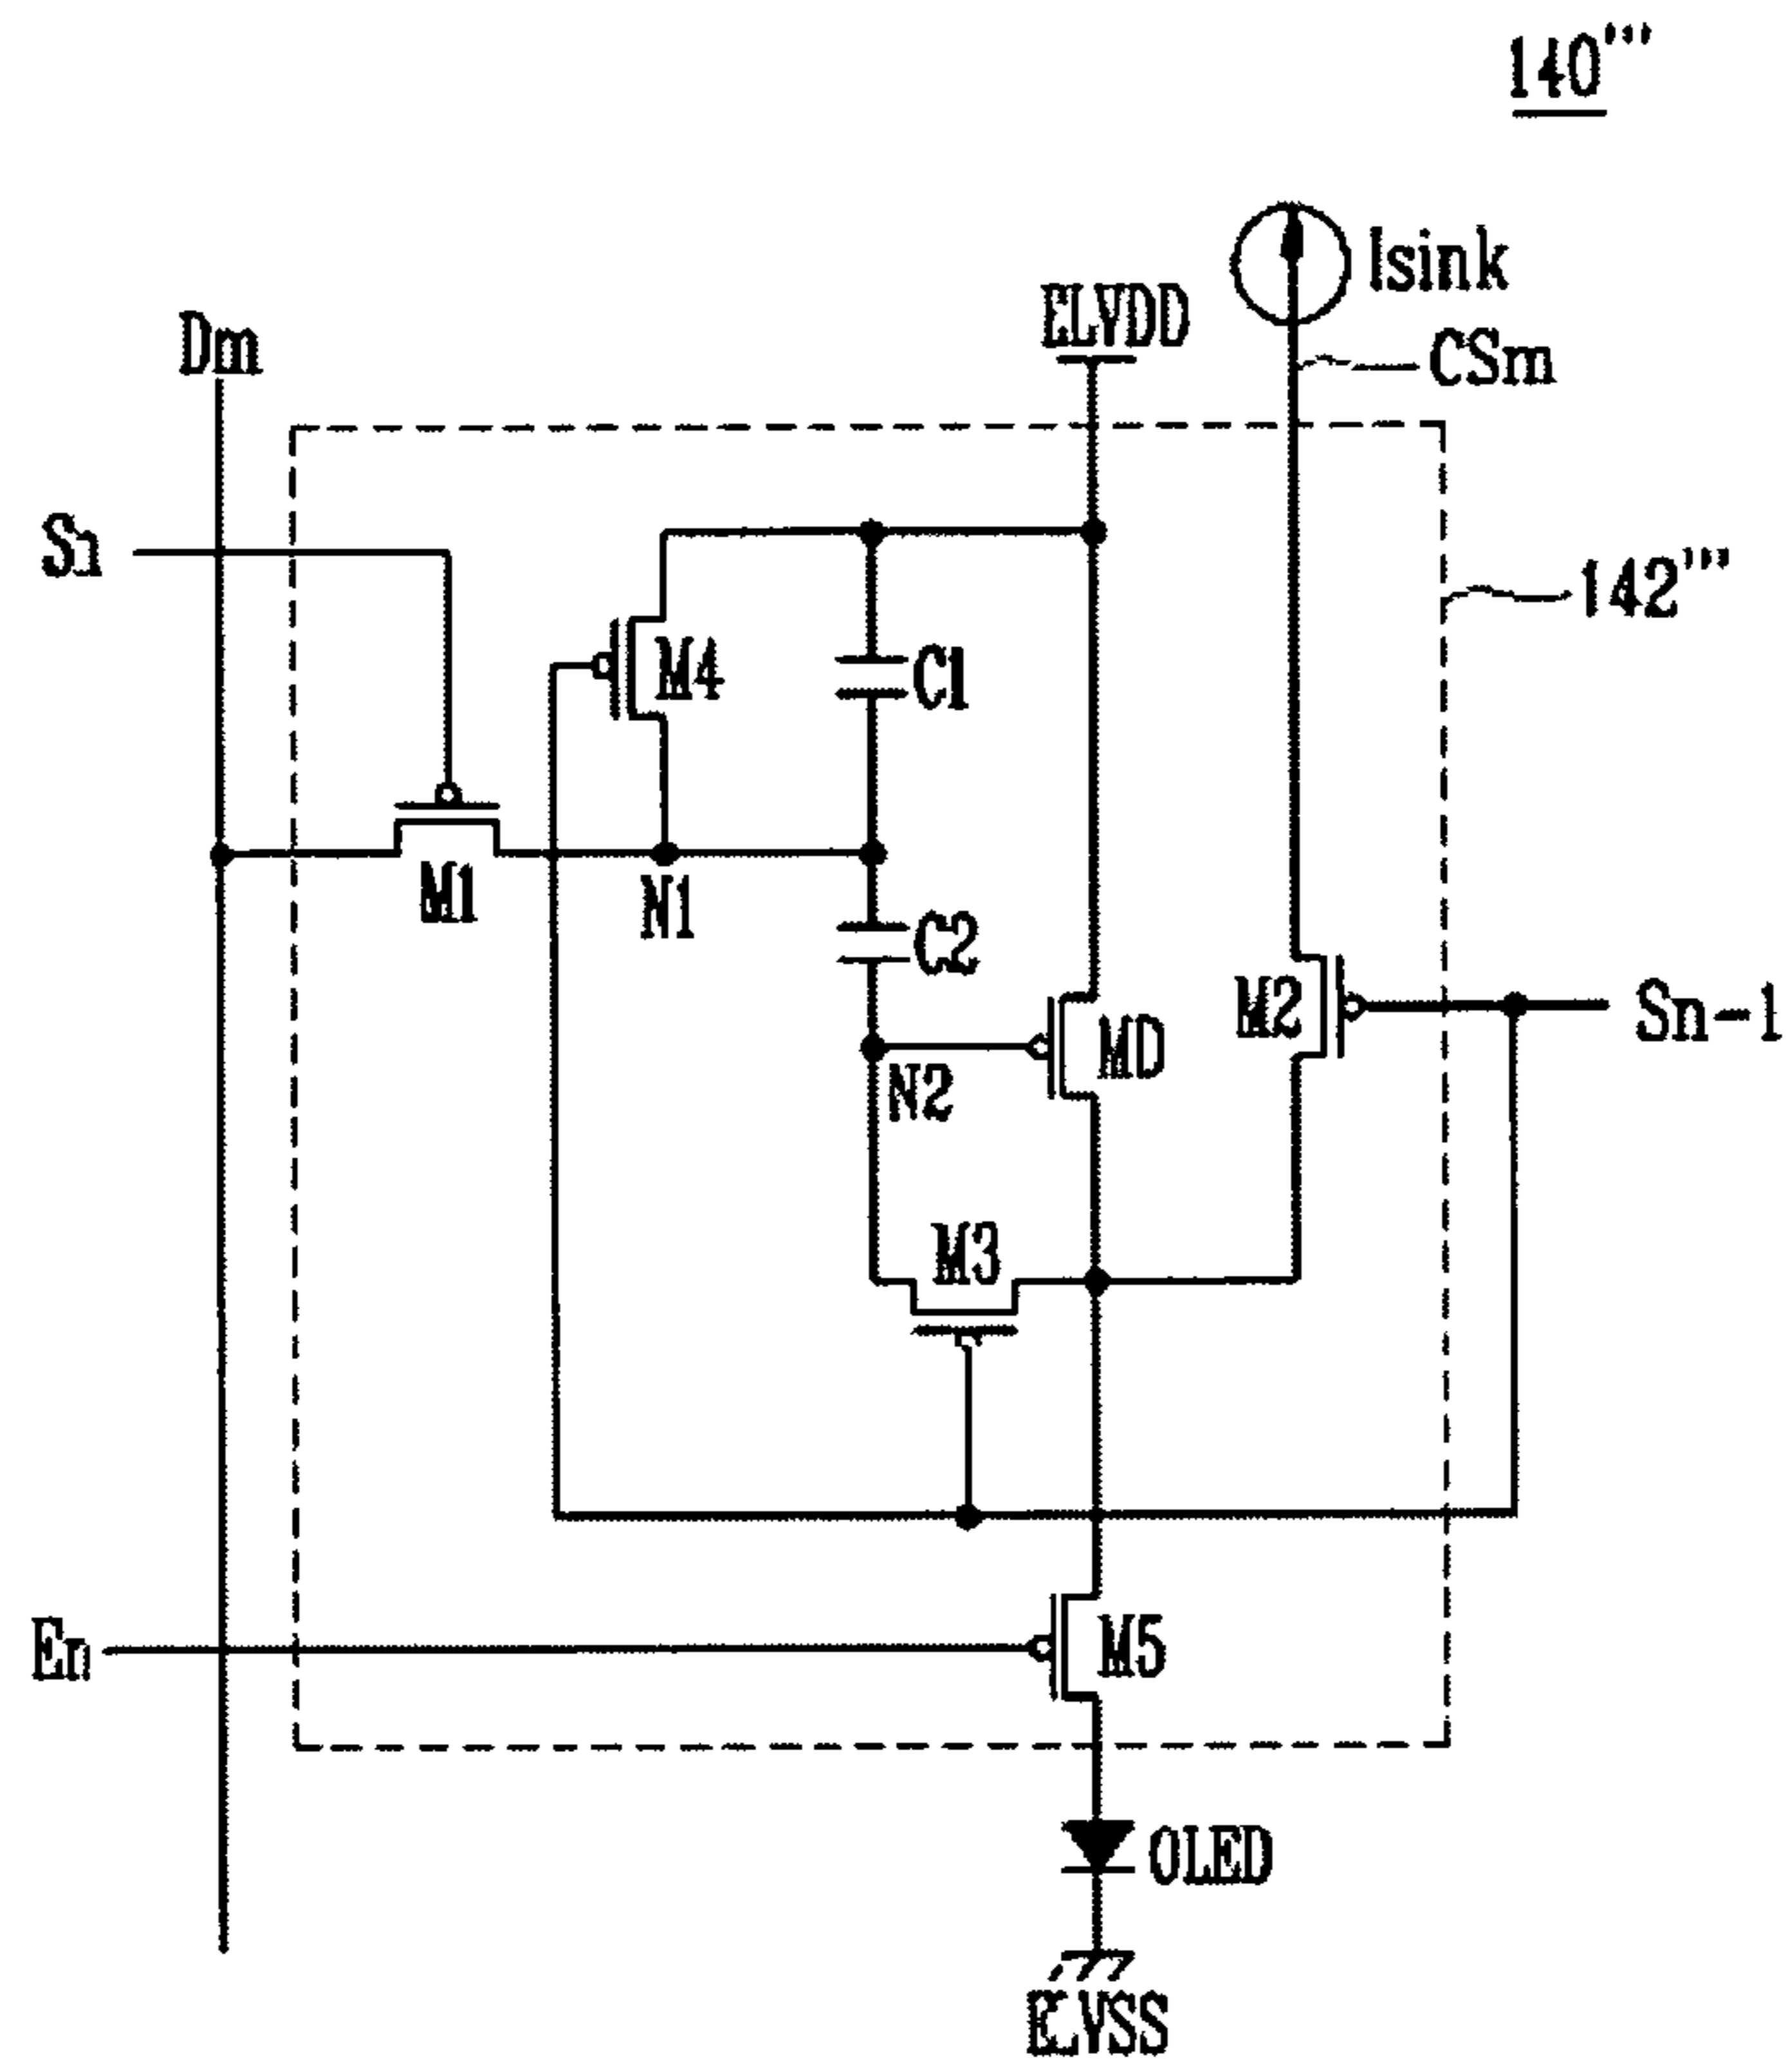 140'''
Isink
ELVDD
Dm
CSm
Sn
142'''
M4
C1
M1
N1
C2
M2
Sn-1
MD
N2
M3
En
M5
OLED
ELVSS